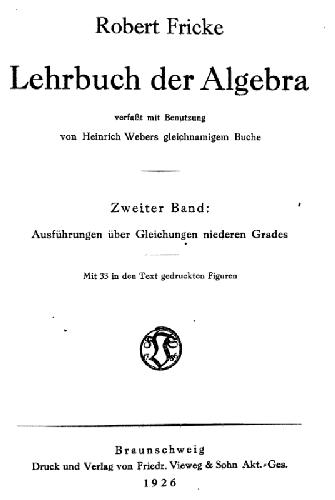 Robert Fricke
Lehrbuch der Algebra
verfaßt mit Benutzung
von Heinrich Webers gleichnamigem Buche
Zweiter Band:
Ausführungen über Gleichungen niederen Grades
Mit 35 in den Text gedruckten Figuren
Braunschweig
Druck und Verlag von Friedr. Vieweg & Sohn Akt.-Ges.
1926